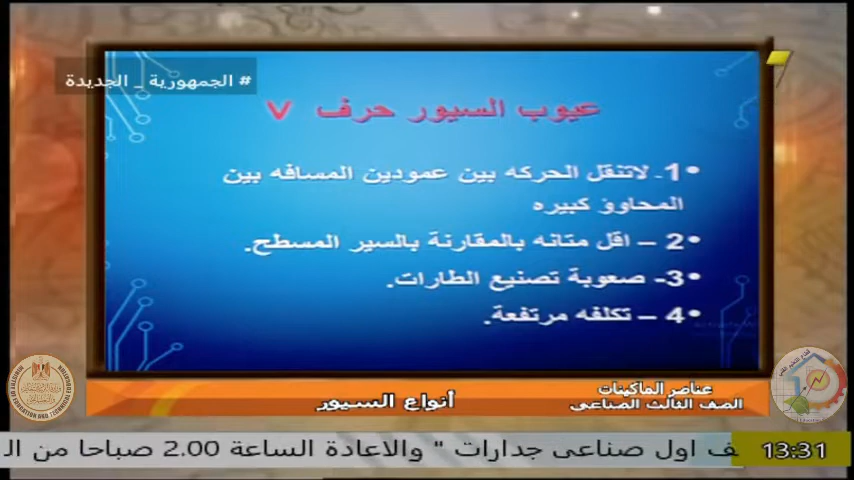 # الجمهورية _ الجديدة
عيوب السيور حرف V
•1- لاتنقل الحركه بين عمودين المسافه بين
المحاور كبيره
•2 – اقل متانه بالمقارنة بالسير المسطح.
•3- صعوبة تصنيع الطارات.
•4 – تكلفه مرتفعة.
عناصر الماكينات
الصف الثالث الصناعى
أنواع السيور
ف اول صناعى جدارات " والاعادة الساعة 2.00 صباحا من ال
13:31